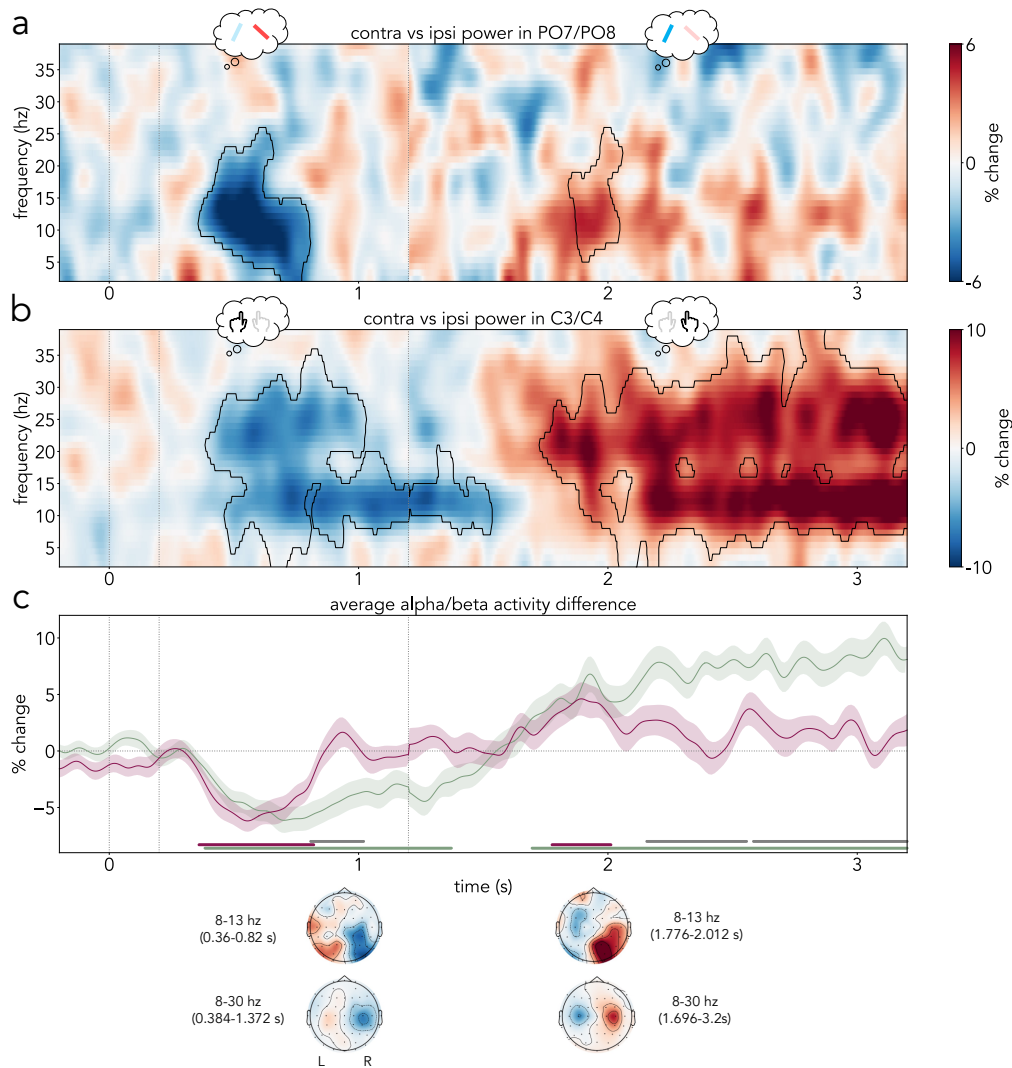 a
contra vs ipsi power in PO7/PO8
frequency (hz)
35
30
25
20
15
10
5
0
1
2
3
6
0
-6
% change
b
contra vs ipsi power in C3/C4
frequency (hz)
35
30
25
20
15
10
5
0
1
2
3
10
0
-10
% change
c
average alpha/beta activity difference
% change
10
5
0
−5
0
1
2
3
time (s)
8-13 hz
(0.36-0.82 s)
8-13 hz
(1.776-2.012 s)
8-30 hz
(0.384-1.372 s)
8-30 hz
(1.696-3.2s)
L R